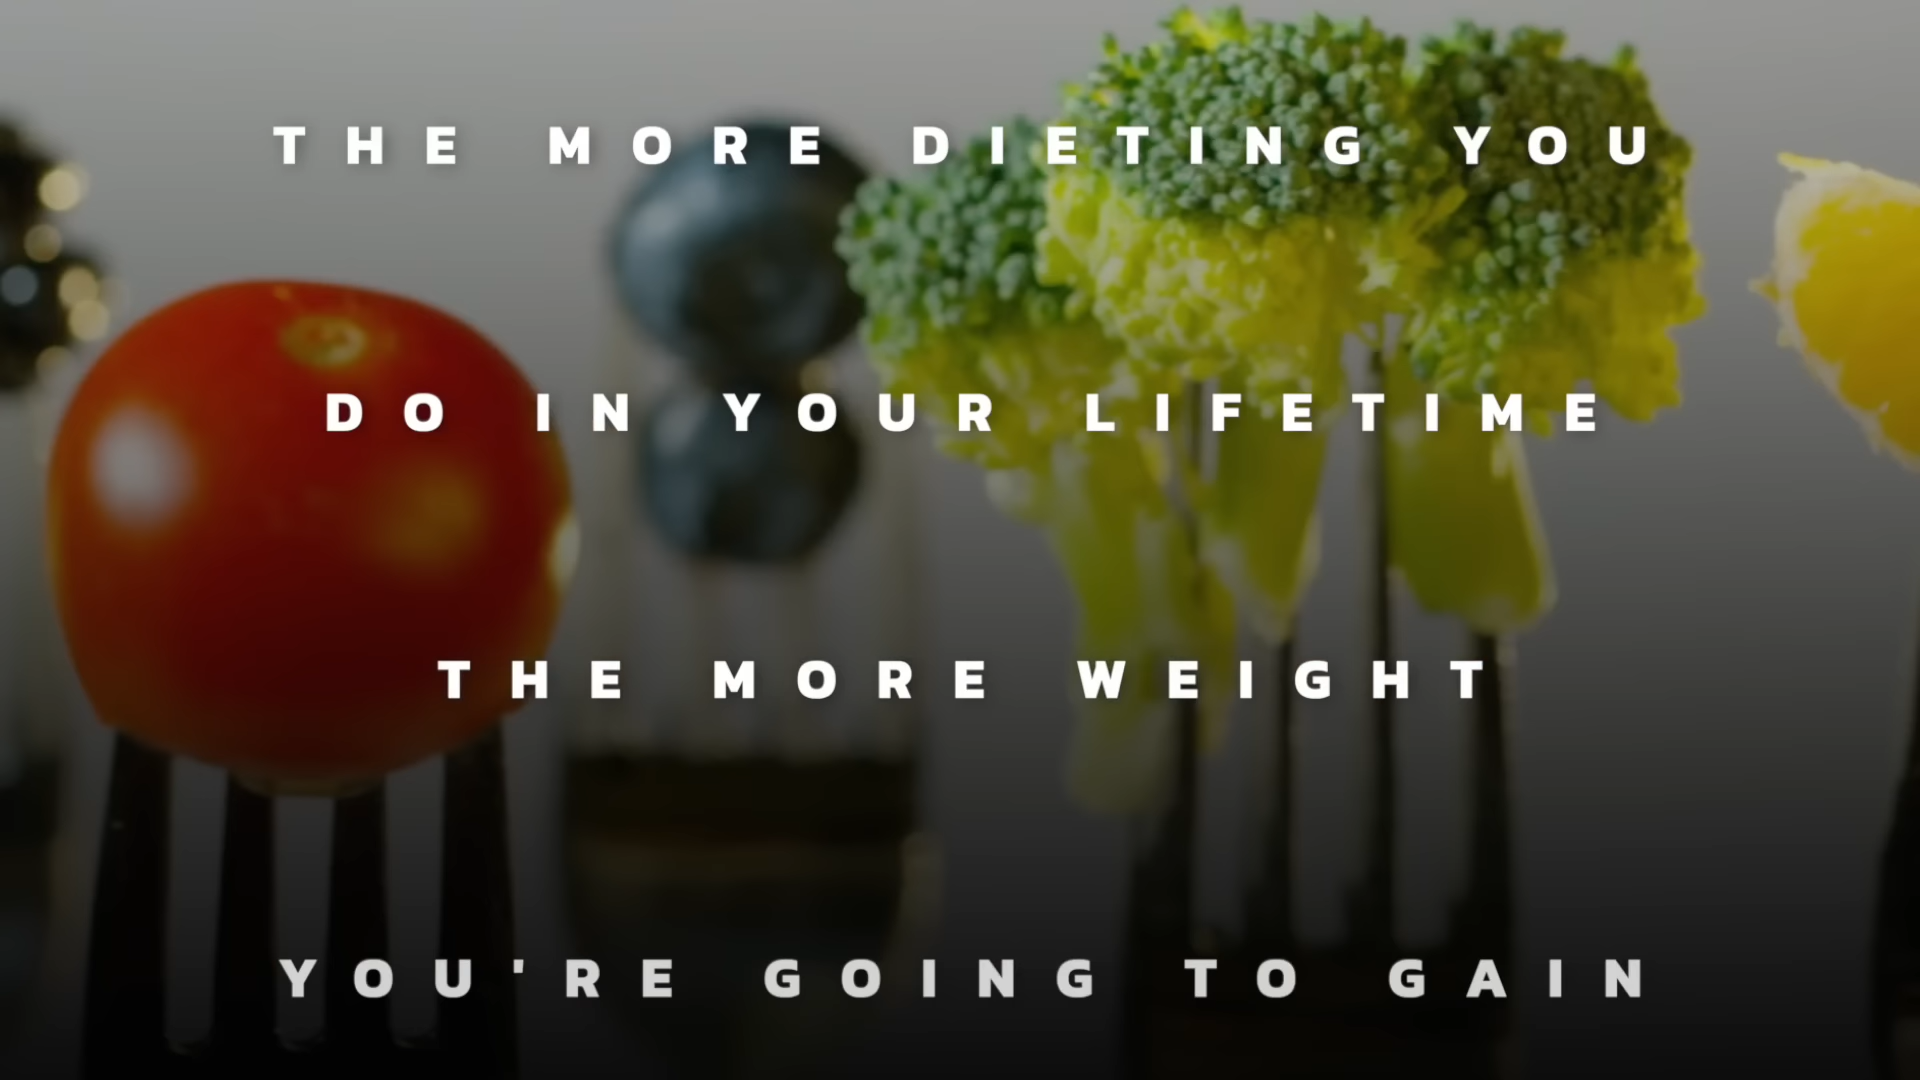 THE MORE DIETING YOU
DO IN YOUR LIFETIME
THE MORE WEIGHT
YOU'RE GOING TO GAIN